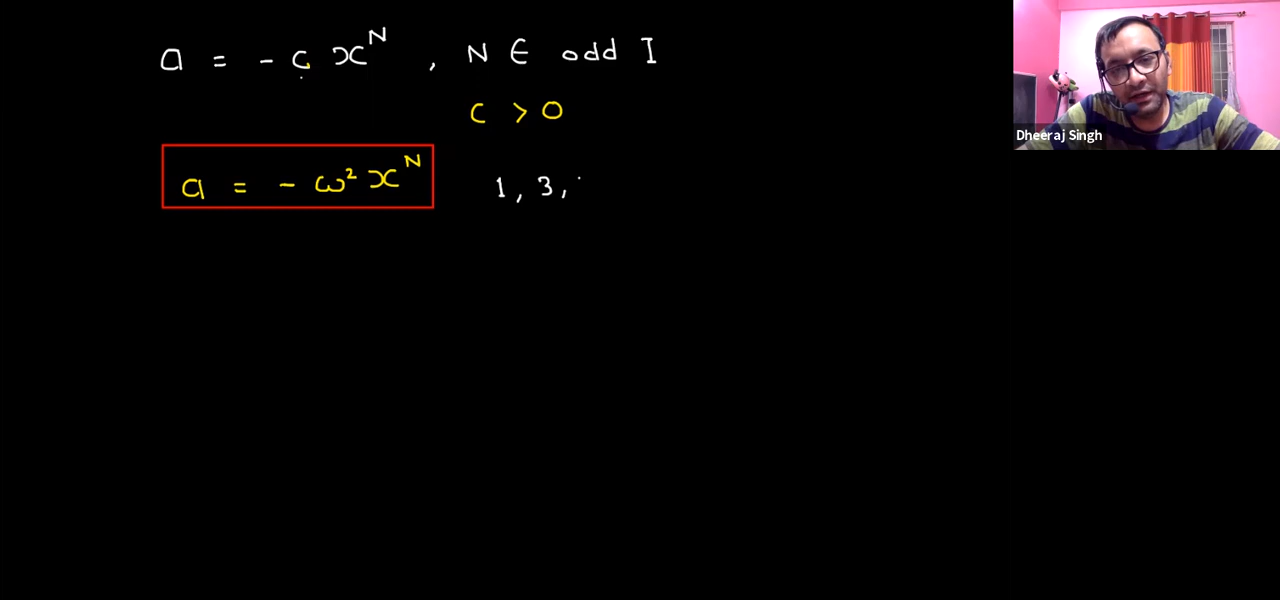 a = - c x^N , N ∈ odd I
c > 0
a = - ω² x^N
1, 3,
Dheeraj Singh